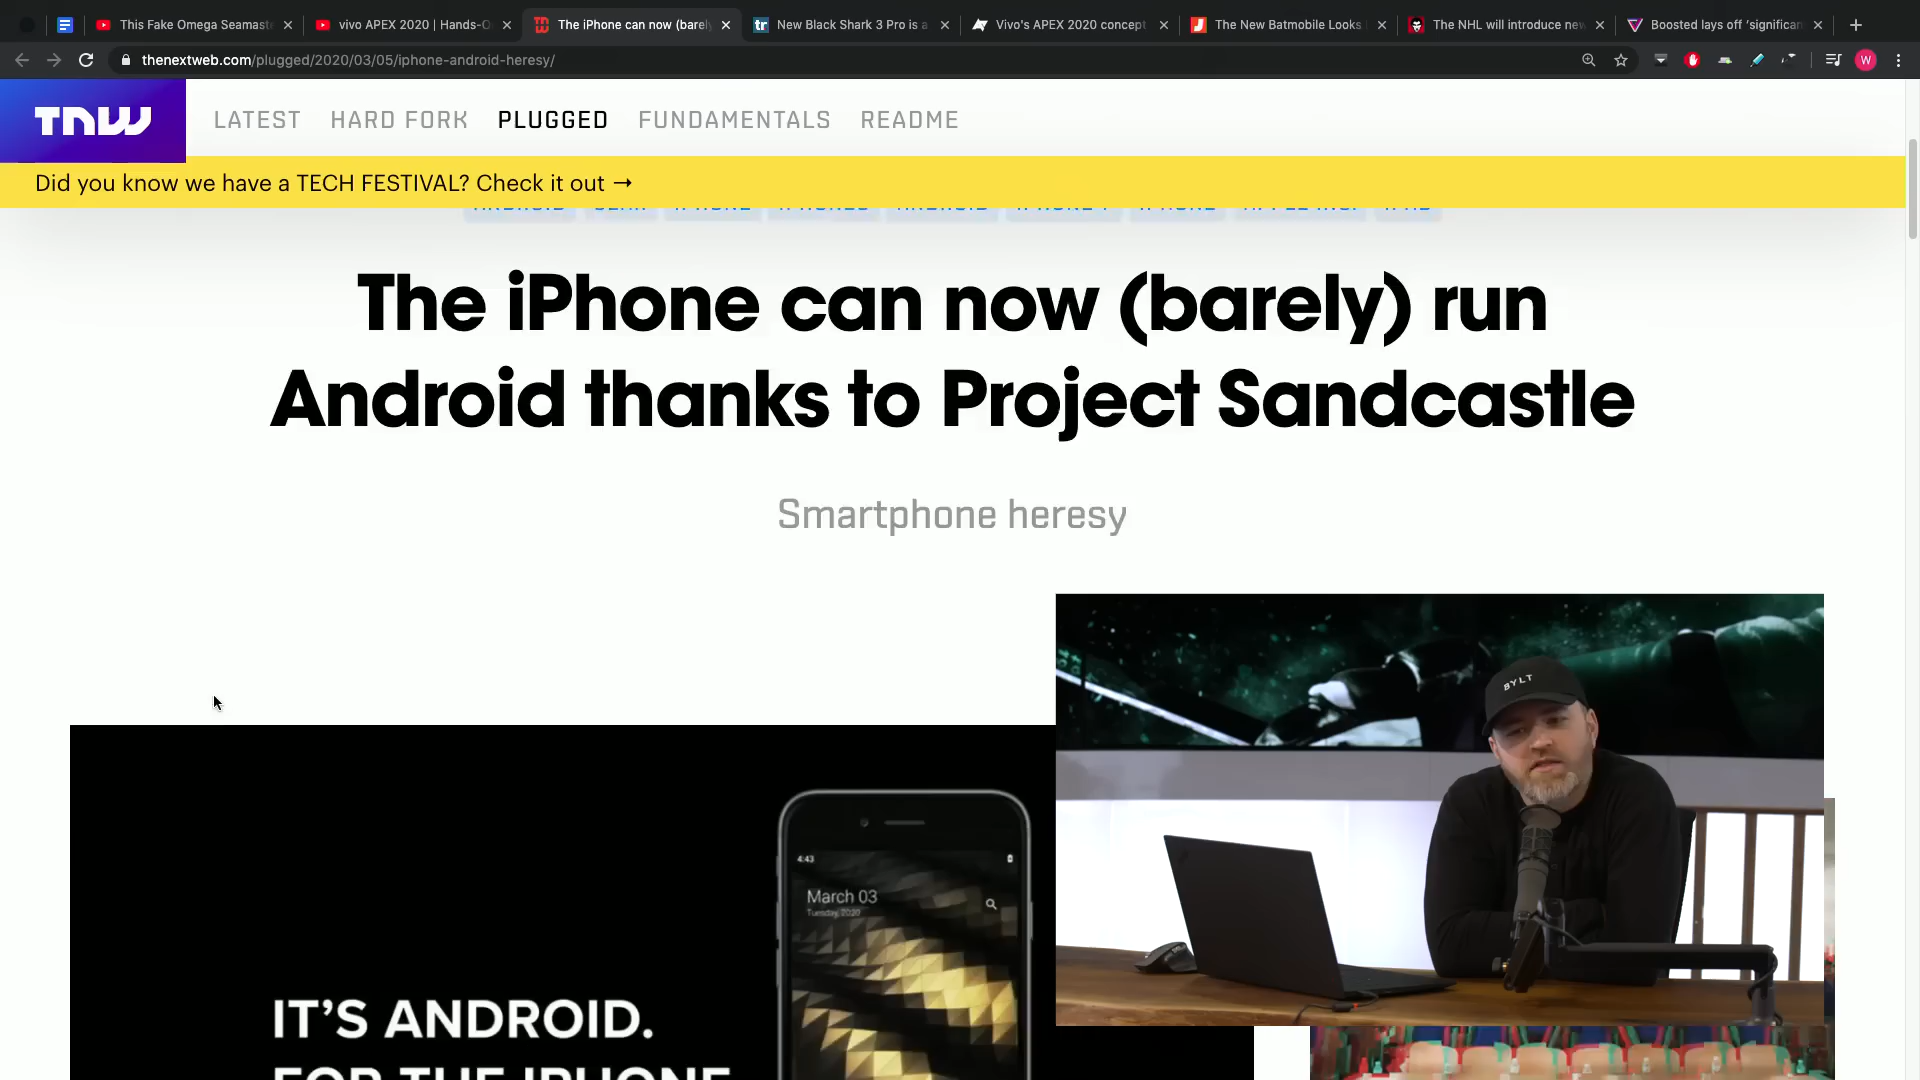 This Fake Omega Seamast
vivo APEX 2020 | Hands-O
The iPhone can now (barely
New Black Shark 3 Pro is a
Vivo's APEX 2020 concept
The New Batmobile Looks
The NHL will introduce new
Boosted lays off 'significan
thenextweb.com/plugged/2020/03/05/iphone-android-heresy/
W
TNW
LATEST
HARD FORK
PLUGGED
FUNDAMENTALS
README
Did you know we have a TECH FESTIVAL? Check it out →
The iPhone can now (barely) run
Android thanks to Project Sandcastle
Smartphone heresy
BYLT
4:43
March 03
Tuesday, 2020
IT'S ANDROID.
FOR THE IPHONE